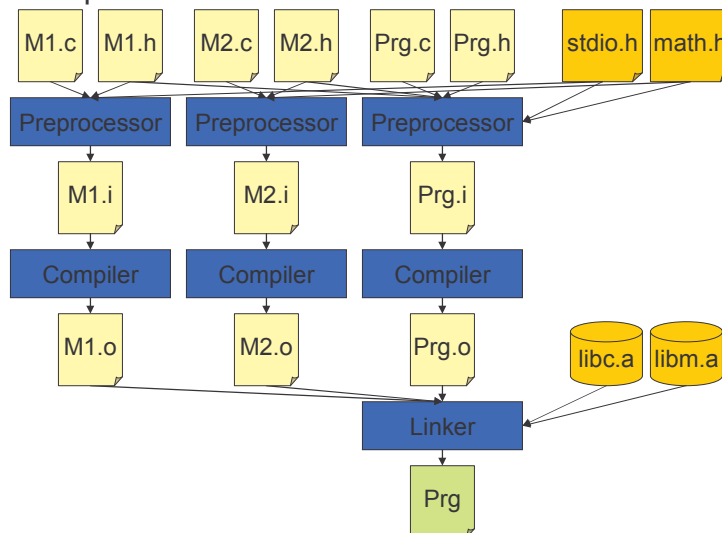 M1.c M1.h M2.c M2.h Prg.c Prg.h stdio.h math.h
Preprocessor Preprocessor Preprocessor
M1.i M2.i Prg.i
Compiler Compiler Compiler
M1.o M2.o Prg.o libc.a libm.a
Linker
Prg